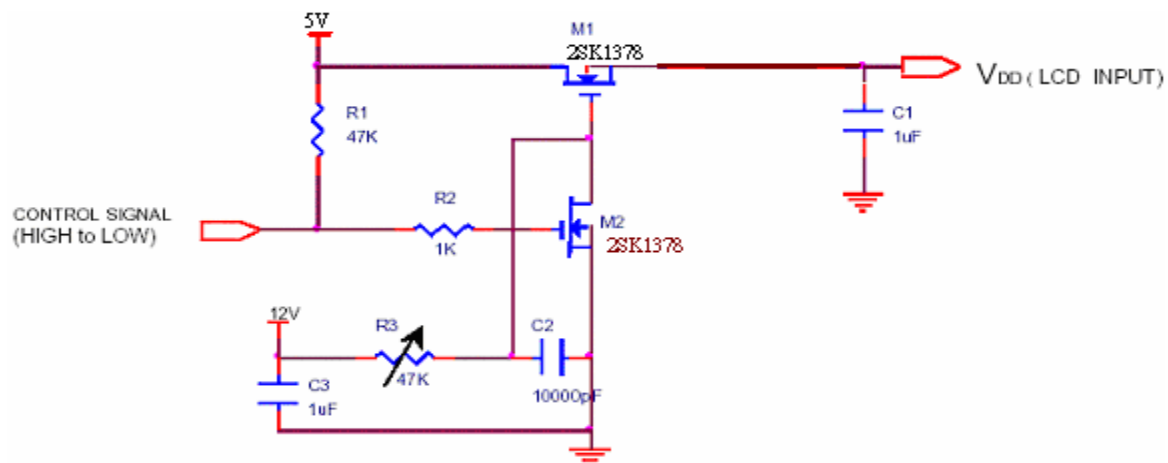 5V
M1
2SK1378
VDD ( LCD INPUT)
R1
47K
C1
1uF
CONTROL SIGNAL
(HIGH to LOW)
R2
1K
M2
2SK1378
12V
R3
47K
C2
10000pF
C3
1uF